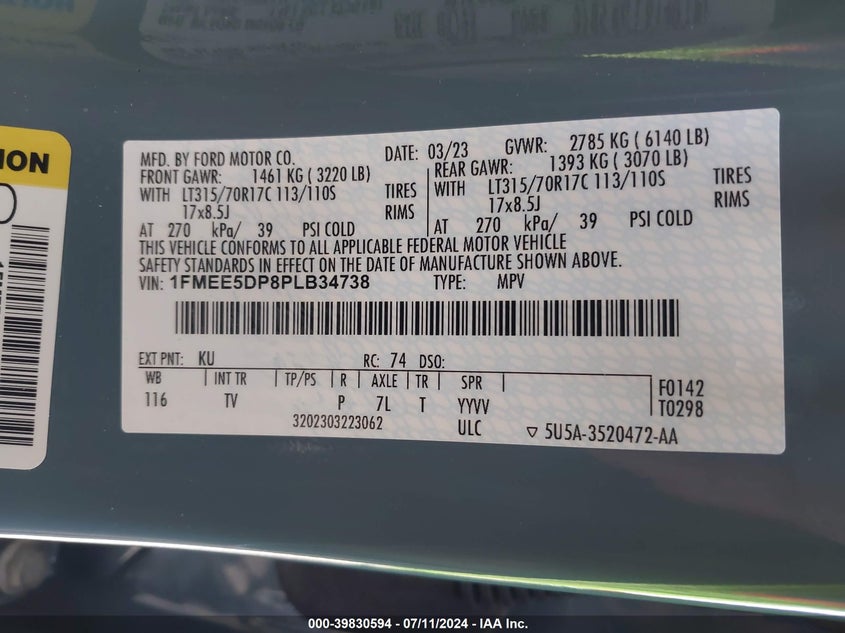 MFD. BY FORD MOTOR CO. DATE: 03/23 GVWR: 2785 KG ( 6140 LB)
FRONT GAWR: 1461 KG ( 3220 LB) REAR GAWR: 1393 KG ( 3070 LB)
WITH LT315/70R17C 113/110S TIRES WITH LT315/70R17C 113/110S TIRES
17x8.5J RIMS 17x8.5J RIMS
AT 270 kPa/ 39 PSI COLD AT 270 kPa/ 39 PSI COLD
THIS VEHICLE CONFORMS TO ALL APPLICABLE FEDERAL MOTOR VEHICLE
SAFETY STANDARDS IN EFFECT ON THE DATE OF MANUFACTURE SHOWN ABOVE.
VIN: 1FMEE5DP8PLB34738 TYPE: MPV
EXT PNT: KU RC: 74 DSO:
WB INT TR TP/PS R AXLE TR SPR F0142
116 TV P 7L T YYVV T0298
3202303223062 ULC ▽ 5U5A-3520472-AA
000-39830594 - 07/11/2024 - IAA Inc.